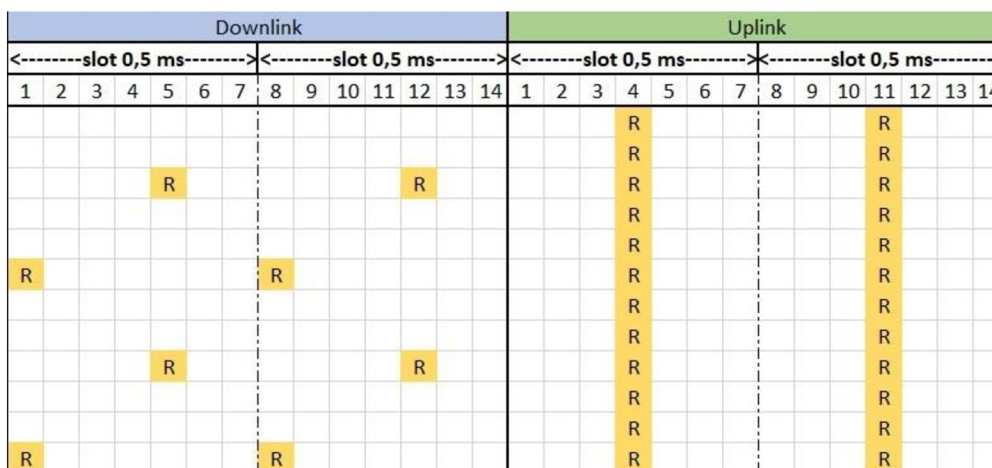 Downlink Uplink
<--------slot 0,5 ms--------> <--------slot 0,5 ms--------> <--------slot 0,5 ms--------> <--------slot 0,5 ms--------
1 2 3 4 5 6 7 8 9 10 11 12 13 14 1 2 3 4 5 6 7 8 9 10 11 12 13 14
R R
R R
R R R R
R R
R R
R R R R
R R
R R
R R R R
R R
R R
R R R R